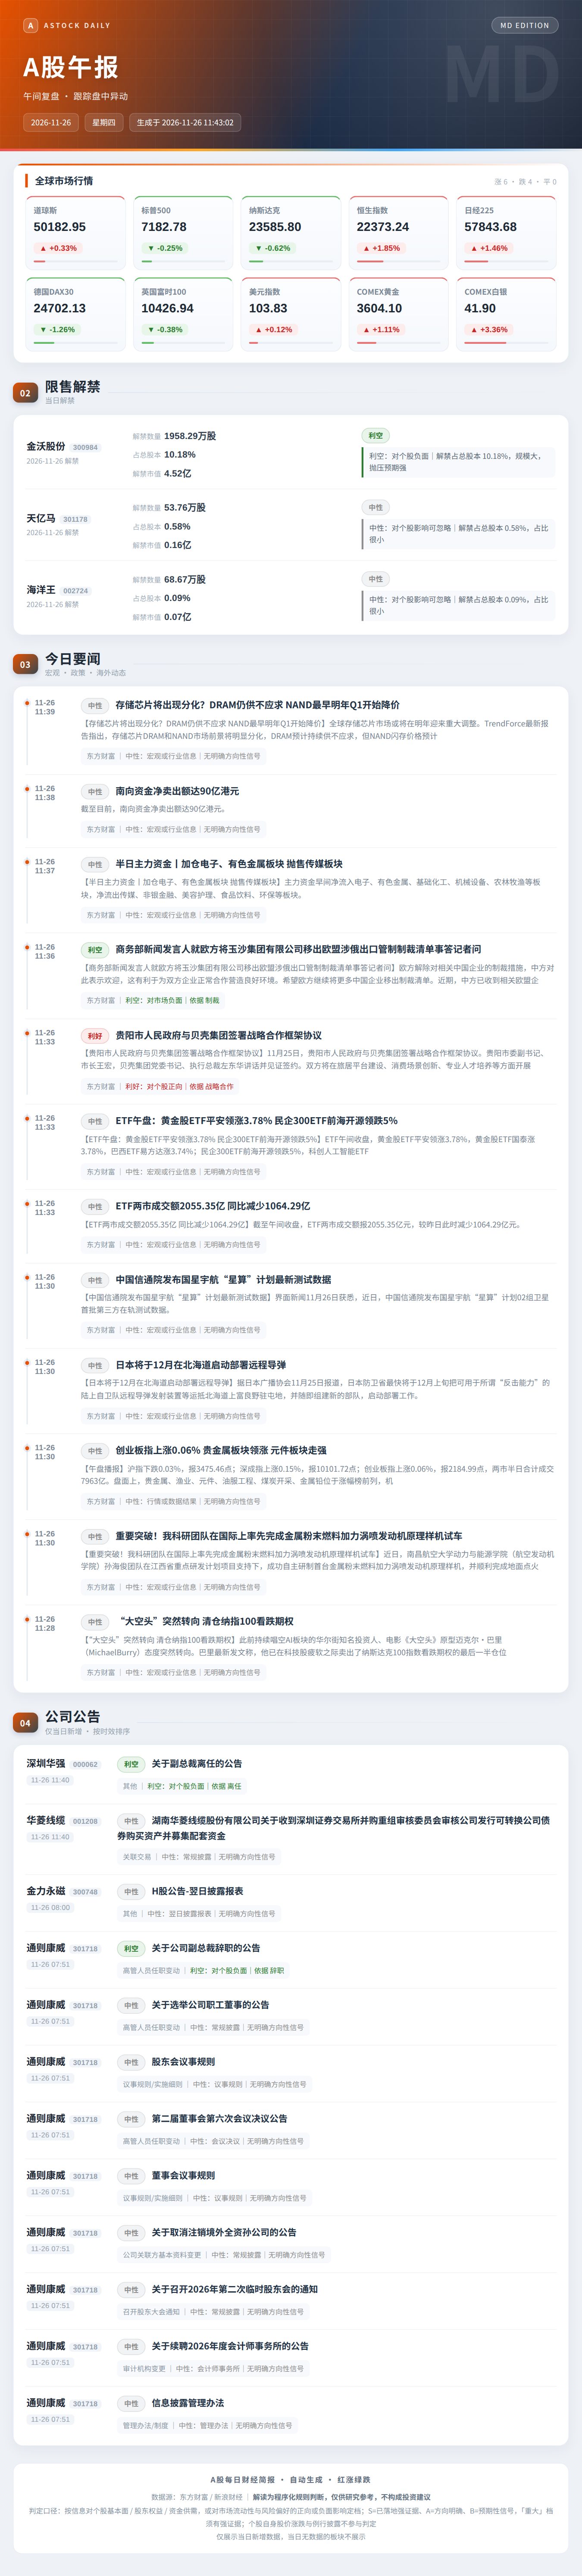 A ASTOCK DAILY
MD EDITION
MD
A股午报
午间复盘 · 跟踪盘中异动
2026-11-26 星期四 生成于 2026-11-26 11:43:02
全球市场行情
涨 6 · 跌 4 · 平 0
道琼斯 标普500 纳斯达克 恒生指数 日经225
50182.95 7182.78 23585.80 22373.24 57843.68
▲ +0.33% ▼ -0.25% ▼ -0.62% ▲ +1.85% ▲ +1.46%
德国DAX30 英国富时100 美元指数 COMEX黄金 COMEX白银
24702.13 10426.94 103.83 3604.10 41.90
▼ -1.26% ▼ -0.38% ▲ +0.12% ▲ +1.11% ▲ +3.36%
02 限售解禁
当日解禁
金沃股份 300984
2026-11-26 解禁
解禁数量 1958.29万股
占总股本 10.18%
解禁市值 4.52亿
利空
利空：对个股负面｜解禁占总股本 10.18%，规模大，
抛压预期强
天亿马 301178
2026-11-26 解禁
解禁数量 53.76万股
占总股本 0.58%
解禁市值 0.16亿
中性
中性：对个股影响可忽略｜解禁占总股本 0.58%，占比
很小
海洋王 002724
2026-11-26 解禁
解禁数量 68.67万股
占总股本 0.09%
解禁市值 0.07亿
中性
中性：对个股影响可忽略｜解禁占总股本 0.09%，占比
很小
03 今日要闻
宏观 · 政策 · 海外动态
11-26
11:39
中性 存储芯片将出现分化？DRAM仍供不应求 NAND最早明年Q1开始降价
【存储芯片将出现分化？DRAM仍供不应求 NAND最早明年Q1开始降价】全球存储芯片市场或将在明年迎来重大调整。TrendForce最新报
告指出，存储芯片DRAM和NAND市场前景将明显分化，DRAM预计持续供不应求，但NAND闪存价格预计
东方财富 | 中性：宏观或行业信息｜无明确方向性信号
11-26
11:38
中性 南向资金净卖出额达90亿港元
截至目前，南向资金净卖出额达90亿港元。
东方财富 | 中性：宏观或行业信息｜无明确方向性信号
11-26
11:37
中性 半日主力资金丨加仓电子、有色金属板块 抛售传媒板块
【半日主力资金丨加仓电子、有色金属板块 抛售传媒板块】主力资金早间净流入电子、有色金属、基础化工、机械设备、农林牧渔等板
块，净流出传媒、非银金融、美容护理、食品饮料、环保等板块。
东方财富 | 中性：宏观或行业信息｜无明确方向性信号
11-26
11:36
利空 商务部新闻发言人就欧方将玉沙集团有限公司移出欧盟涉俄出口管制制裁清单事答记者问
【商务部新闻发言人就欧方将玉沙集团有限公司移出欧盟涉俄出口管制制裁清单事答记者问】欧方解除对相关中国企业的制裁措施，中方对
此表示欢迎，这有利于为双方企业正常合作营造良好环境。希望欧方继续将更多中国企业移出制裁清单。近期，中方已收到相关欧盟企
东方财富 | 利空：对市场负面｜依据 制裁
11-26
11:33
利好 贵阳市人民政府与贝壳集团签署战略合作框架协议
【贵阳市人民政府与贝壳集团签署战略合作框架协议】11月25日，贵阳市人民政府与贝壳集团签署战略合作框架协议。贵阳市委副书记、
市长王宏，贝壳集团党委书记、执行总裁左东华讲话并见证签约。双方将在旅居平台建设、消费场景创新、专业人才培养等方面开展
东方财富 | 利好：对个股正向｜依据 战略合作
11-26
11:33
中性 ETF午盘：黄金股ETF平安领涨3.78% 民企300ETF前海开源领跌5%
【ETF午盘：黄金股ETF平安领涨3.78% 民企300ETF前海开源领跌5%】ETF午间收盘，黄金股ETF平安领涨3.78%，黄金股ETF国泰涨
3.78%，巴西ETF易方达涨3.74%；民企300ETF前海开源领跌5%，科创人工智能ETF
东方财富 | 中性：宏观或行业信息｜无明确方向性信号
11-26
11:33
中性 ETF两市成交额2055.35亿 同比减少1064.29亿
【ETF两市成交额2055.35亿 同比减少1064.29亿】截至午间收盘，ETF两市成交额报2055.35亿元，较昨日此时减少1064.29亿元。
东方财富 | 中性：宏观或行业信息｜无明确方向性信号
11-26
11:30
中性 中国信通院发布国星宇航“星算”计划最新测试数据
【中国信通院发布国星宇航“星算”计划最新测试数据】界面新闻11月26日获悉，近日，中国信通院发布国星宇航“星算”计划02组卫星
首批第三方在轨测试数据。
东方财富 | 中性：宏观或行业信息｜无明确方向性信号
11-26
11:30
中性 日本将于12月在北海道启动部署远程导弹
【日本将于12月在北海道启动部署远程导弹】据日本广播协会11月25日报道，日本防卫省最快将于12月上旬把可用于所谓“反击能力”的
陆上自卫队远程导弹发射装置等运抵北海道上富良野驻屯地，并随即组建新的部队，启动部署工作。
东方财富 | 中性：宏观或行业信息｜无明确方向性信号
11-26
11:30
中性 创业板指上涨0.06% 贵金属板块领涨 元件板块走强
【午盘播报】沪指下跌0.03%，报3475.46点；深成指上涨0.15%，报10101.72点；创业板指上涨0.06%，报2184.99点，两市半日合计成交
7963亿。盘面上，贵金属、渔业、元件、油服工程、煤炭开采、金属铅位于涨幅榜前列，机
东方财富 | 中性：行情或数据结果｜无明确方向性信号
11-26
11:30
中性 重要突破！我科研团队在国际上率先完成金属粉末燃料加力涡喷发动机原理样机试车
【重要突破！我科研团队在国际上率先完成金属粉末燃料加力涡喷发动机原理样机试车】近日，南昌航空大学动力与能源学院（航空发动机
学院）孙海俊团队在江西省重点研发计划项目支持下，成功自主研制首台金属粉末燃料加力涡喷发动机原理样机，并顺利完成地面点火
东方财富 | 中性：宏观或行业信息｜无明确方向性信号
11-26
11:28
中性 “大空头”突然转向 清仓纳指100看跌期权
【“大空头”突然转向 清仓纳指100看跌期权】此前持续唱空AI板块的华尔街知名投资人、电影《大空头》原型迈克尔・巴里
（MichaelBurry）态度突然转向。巴里最新发文称，他已在科技股疲软之际卖出了纳斯达克100指数看跌期权的最后一半仓位
东方财富 | 中性：宏观或行业信息｜无明确方向性信号
04 公司公告
仅当日新增 · 按时效排序
深圳华强 000062
11-26 11:40
利空 关于副总裁离任的公告
其他 | 利空：对个股负面｜依据 离任
华菱线缆 001208
11-26 11:40
中性 湖南华菱线缆股份有限公司关于收到深圳证券交易所并购重组审核委员会审核公司发行可转换公司债
券购买资产并募集配套资金
关联交易 | 中性：常规披露｜无明确方向性信号
金力永磁 300748
11-26 08:00
中性 H股公告-翌日披露报表
其他 | 中性：翌日披露报表｜无明确方向性信号
通则康威 301718
11-26 07:51
利空 关于公司副总裁辞职的公告
高管人员任职变动 | 利空：对个股负面｜依据 辞职
通则康威 301718
11-26 07:51
中性 关于选举公司职工董事的公告
高管人员任职变动 | 中性：常规披露｜无明确方向性信号
通则康威 301718
11-26 07:51
中性 股东会议事规则
议事规则/实施细则 | 中性：议事规则｜无明确方向性信号
通则康威 301718
11-26 07:51
中性 第二届董事会第六次会议决议公告
高管人员任职变动 | 中性：会议决议｜无明确方向性信号
通则康威 301718
11-26 07:51
中性 董事会议事规则
议事规则/实施细则 | 中性：议事规则｜无明确方向性信号
通则康威 301718
11-26 07:51
中性 关于取消注销境外全资孙公司的公告
公司关联方基本资料变更 | 中性：常规披露｜无明确方向性信号
通则康威 301718
11-26 07:51
中性 关于召开2026年第二次临时股东会的通知
召开股东大会通知 | 中性：常规披露｜无明确方向性信号
通则康威 301718
11-26 07:51
中性 关于续聘2026年度会计师事务所的公告
审计机构变更 | 中性：会计师事务所｜无明确方向性信号
通则康威 301718
11-26 07:51
中性 信息披露管理办法
管理办法/制度 | 中性：管理办法｜无明确方向性信号
A股每日财经简报 · 自动生成 · 红涨绿跌
数据源：东方财富 / 新浪财经 | 解读为程序化规则判断，仅供研究参考，不构成投资建议
判定口径：按信息对个股基本面 / 股东权益 / 资金供需，或对市场流动性与风险偏好的正向或负面影响定档；S=已落地强证据、A=方向明确、B=预期性信号，「重大」档
须有强证据；个股自身股价涨跌与例行披露不参与判定
仅展示当日新增数据，当日无数据的板块不展示